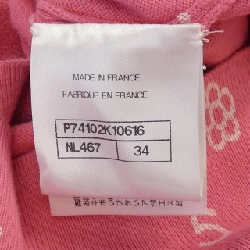 MADE IN FRANCE
FABRIQUE EN FRANCE
P74102K10616
NL467 34